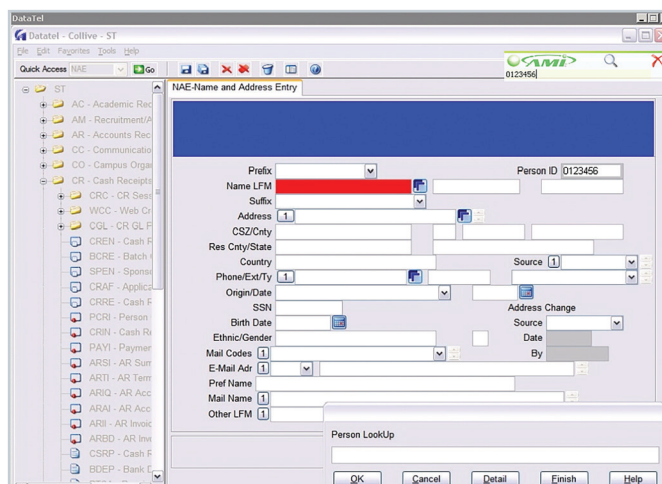 DataTel
Datatel - Collive - ST
File Edit Favorites Tools Help
Quick Access NAE Go
AMI
0123456
ST
AC - Academic Rec
AM - Recruitment/A
AR - Accounts Rec
CC - Communicatio
CO - Campus Organ
CR - Cash Receipts
CRC - CR Sess
WCC - Web Cr
CGL - CR GL F
CREN - Cash R
BCRE - Batch
SPEN - Sponso
CRAF - Applica
CRRE - Cash R
PCRI - Person
CRIN - Cash Re
PAYI - Paymen
ARSI - AR Sum
ARTI - AR Term
ARIQ - AR Acc
ARAI - AR Acc
ARII - AR Invoic
ARBD - AR Invo
CSRP - Cash R
BDEP - Bank D
NAE-Name and Address Entry
Prefix Person ID 0123456
Name LFM
Suffix
Address 1
CSZ/Cnty
Res Cnty/State
Country Source 1
Phone/Ext/Ty 1
Origin/Date
SSN Address Change
Birth Date Source
Ethnic/Gender Date
Mail Codes 1 By
E-Mail Adr 1
Pref Name
Mail Name 1
Other LFM 1
Person LookUp
OK Cancel Detail Finish Help